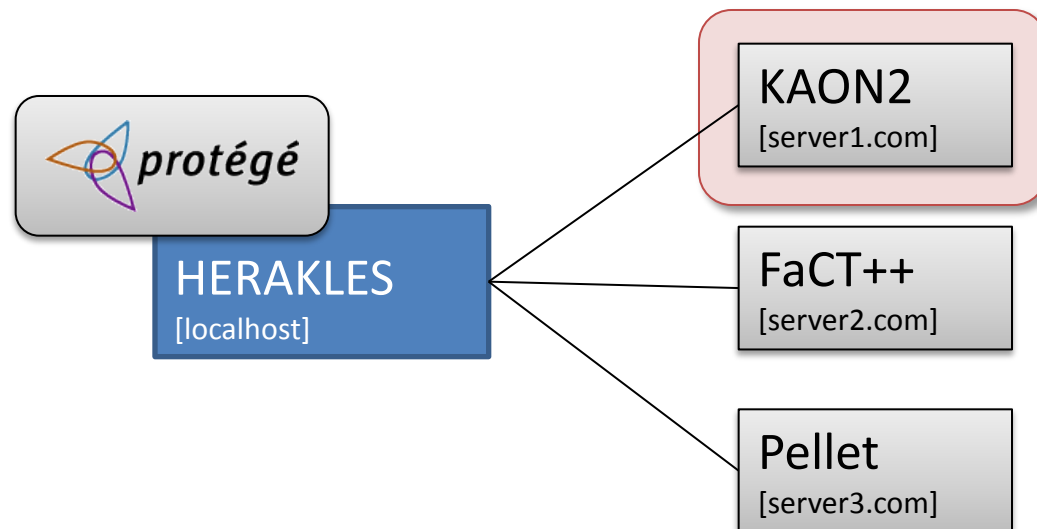 protégé
HERAKLES
[localhost]
KAON2
[server1.com]
FaCT++
[server2.com]
Pellet
[server3.com]